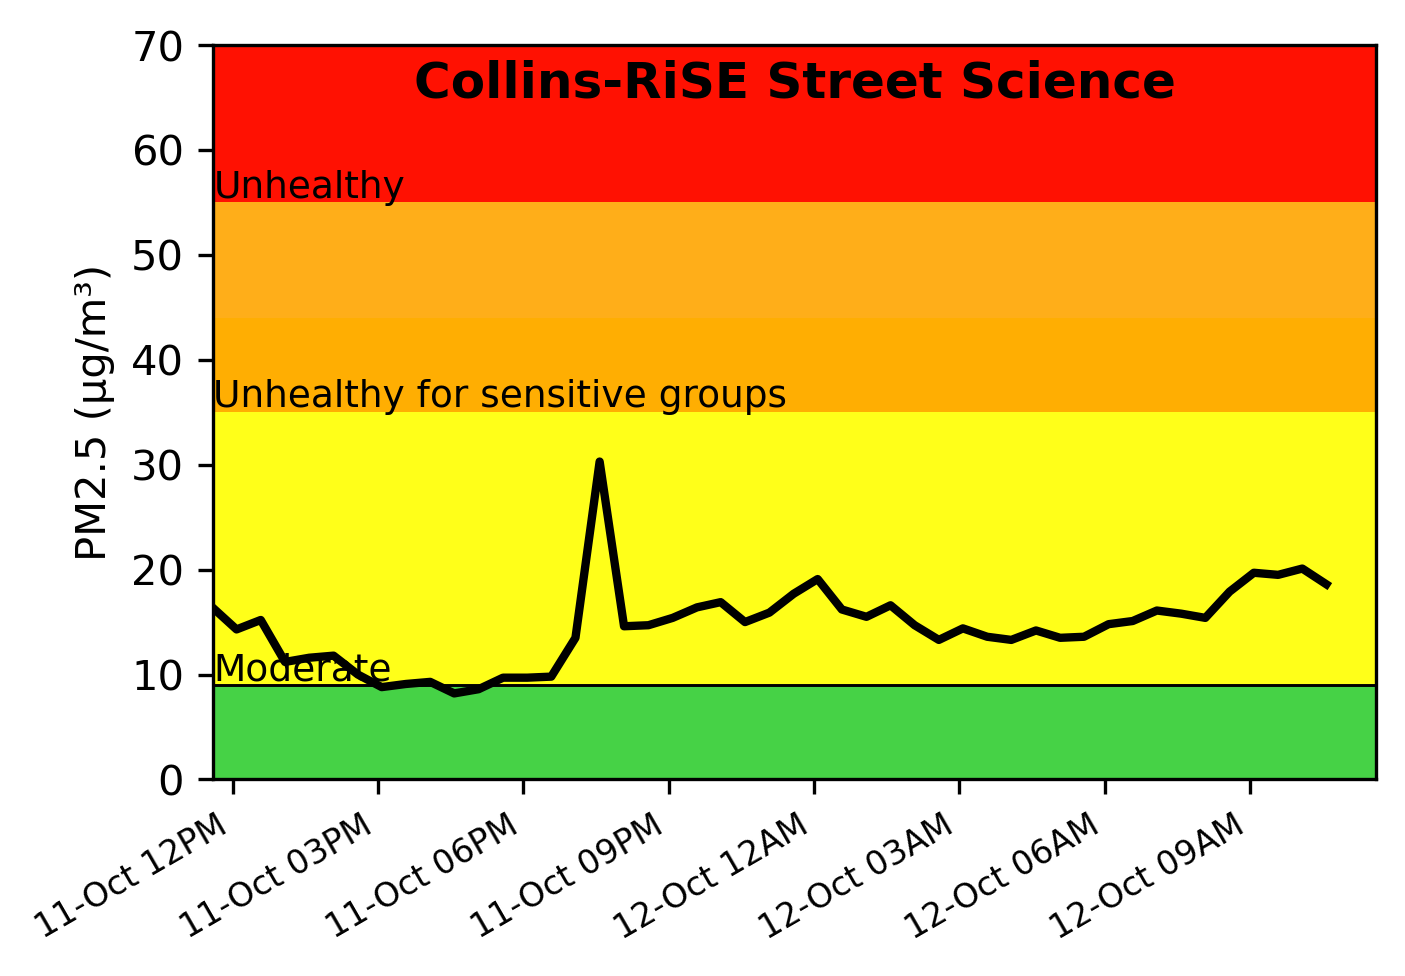 Collins-RiSE Street Science
70
60
Unhealthy
50
40
Unhealthy for sensitive groups
30
20
Moderate
10
0
PM2.5 (µg/m³)
11-Oct 12PM
11-Oct 03PM
11-Oct 06PM
11-Oct 09PM
12-Oct 12AM
12-Oct 03AM
12-Oct 06AM
12-Oct 09AM